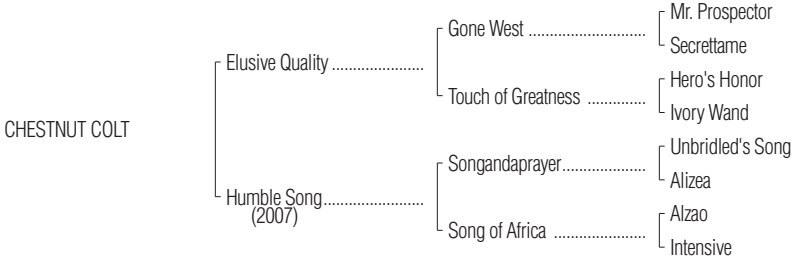 Mr. Prospector
Gone West ..............................
Secrettame
Elusive Quality .......................
Hero's Honor
Touch of Greatness ...............
Ivory Wand
CHESTNUT COLT
Unbridled's Song
Songandaprayer.....................
Alizea
Humble Song.........................
(2007)
Alzao
Song of Africa .......................
Intensive